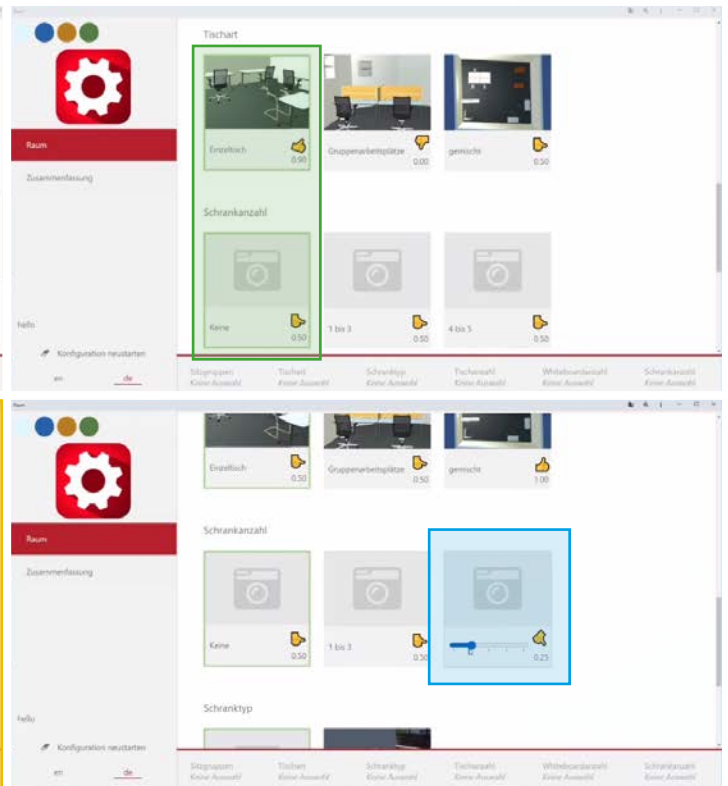 Raum
Tischart
Einzeltisch
0.90
Gruppenarbeitsplätze
0.00
gemischt
0.50
Raum
Zusammenfassung
Schrankanzahl
Keine
0.50
1 bis 3
0.50
4 bis 5
0.50
hello
Konfiguration neustarten
en
de
Sitzgruppen
Keine Auswahl
Tischart
Keine Auswahl
Schranktyp
Keine Auswahl
Tischanzahl
Keine Auswahl
Whiteboardanzahl
Keine Auswahl
Schrankanzahl
Keine Auswahl
Raum
Einzeltisch
0.50
Gruppenarbeitsplätze
0.50
gemischt
1.00
Raum
Zusammenfassung
Schrankanzahl
Keine
0.50
1 bis 3
0.50
0.25
Schranktyp
hello
Konfiguration neustarten
en
de
Sitzgruppen
Keine Auswahl
Tischart
Keine Auswahl
Schranktyp
Keine Auswahl
Tischanzahl
Keine Auswahl
Whiteboardanzahl
Keine Auswahl
Schrankanzahl
Keine Auswahl